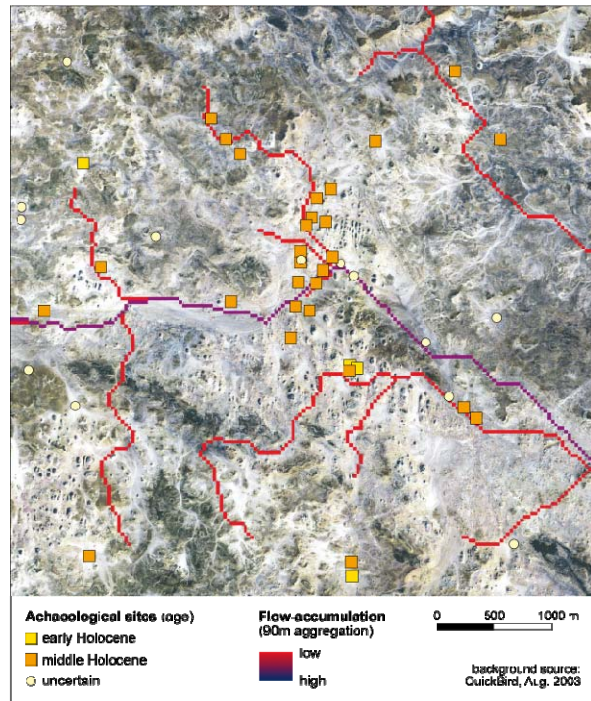 Achaeological sites (age)
early Holocene
middle Holocene
uncertain
Flow-accumulation
(90m aggregation)
low
high
0 500 1000 m
background source:
QuickBird, Aug. 2003